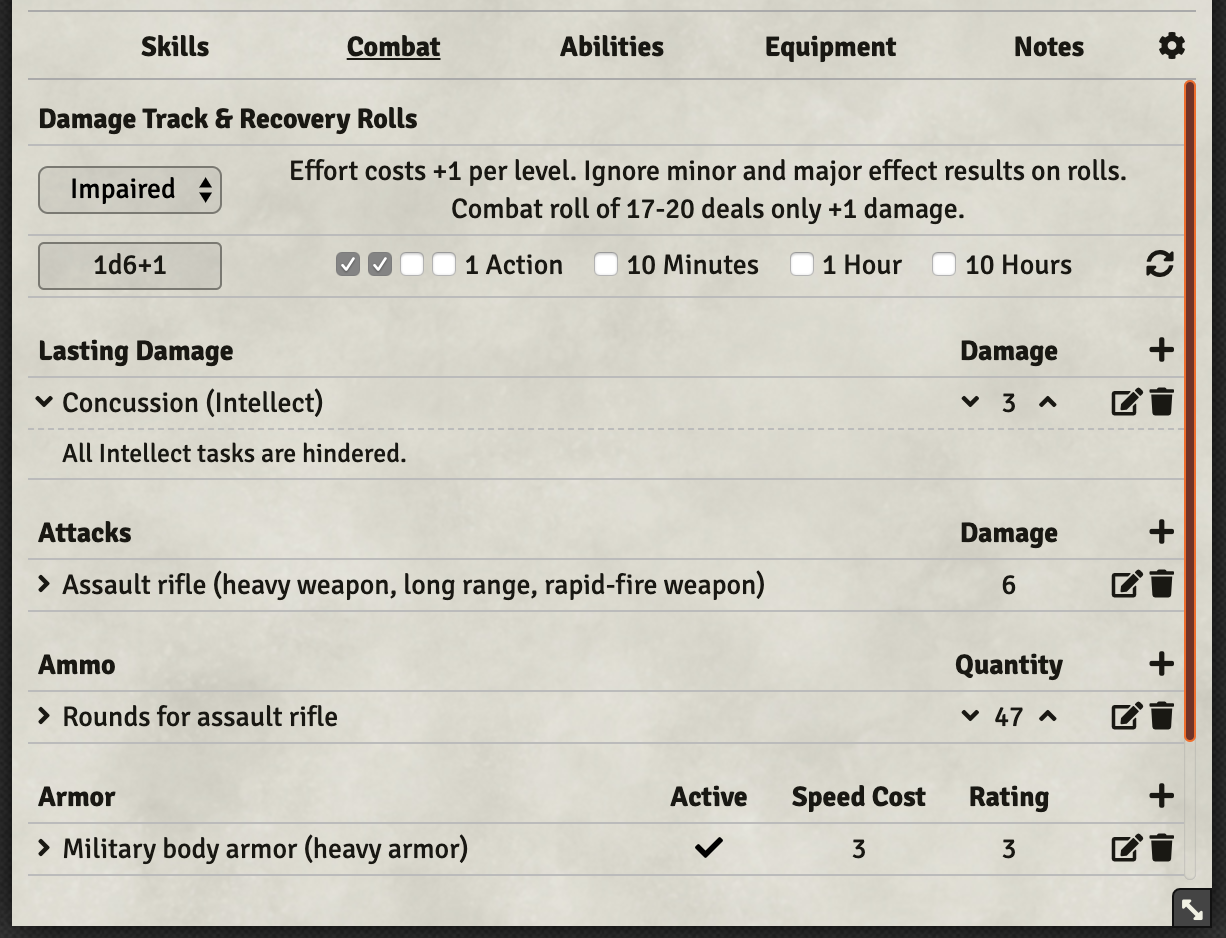 Skills Combat Abilities Equipment Notes
Damage Track & Recovery Rolls
Impaired Effort costs +1 per level. Ignore minor and major effect results on rolls.
Combat roll of 17-20 deals only +1 damage.
1d6+1 1 Action 10 Minutes 1 Hour 10 Hours
Lasting Damage Damage
Concussion (Intellect) 3
All Intellect tasks are hindered.
Attacks Damage
Assault rifle (heavy weapon, long range, rapid-fire weapon) 6
Ammo Quantity
Rounds for assault rifle 47
Armor Active Speed Cost Rating
Military body armor (heavy armor) 3 3